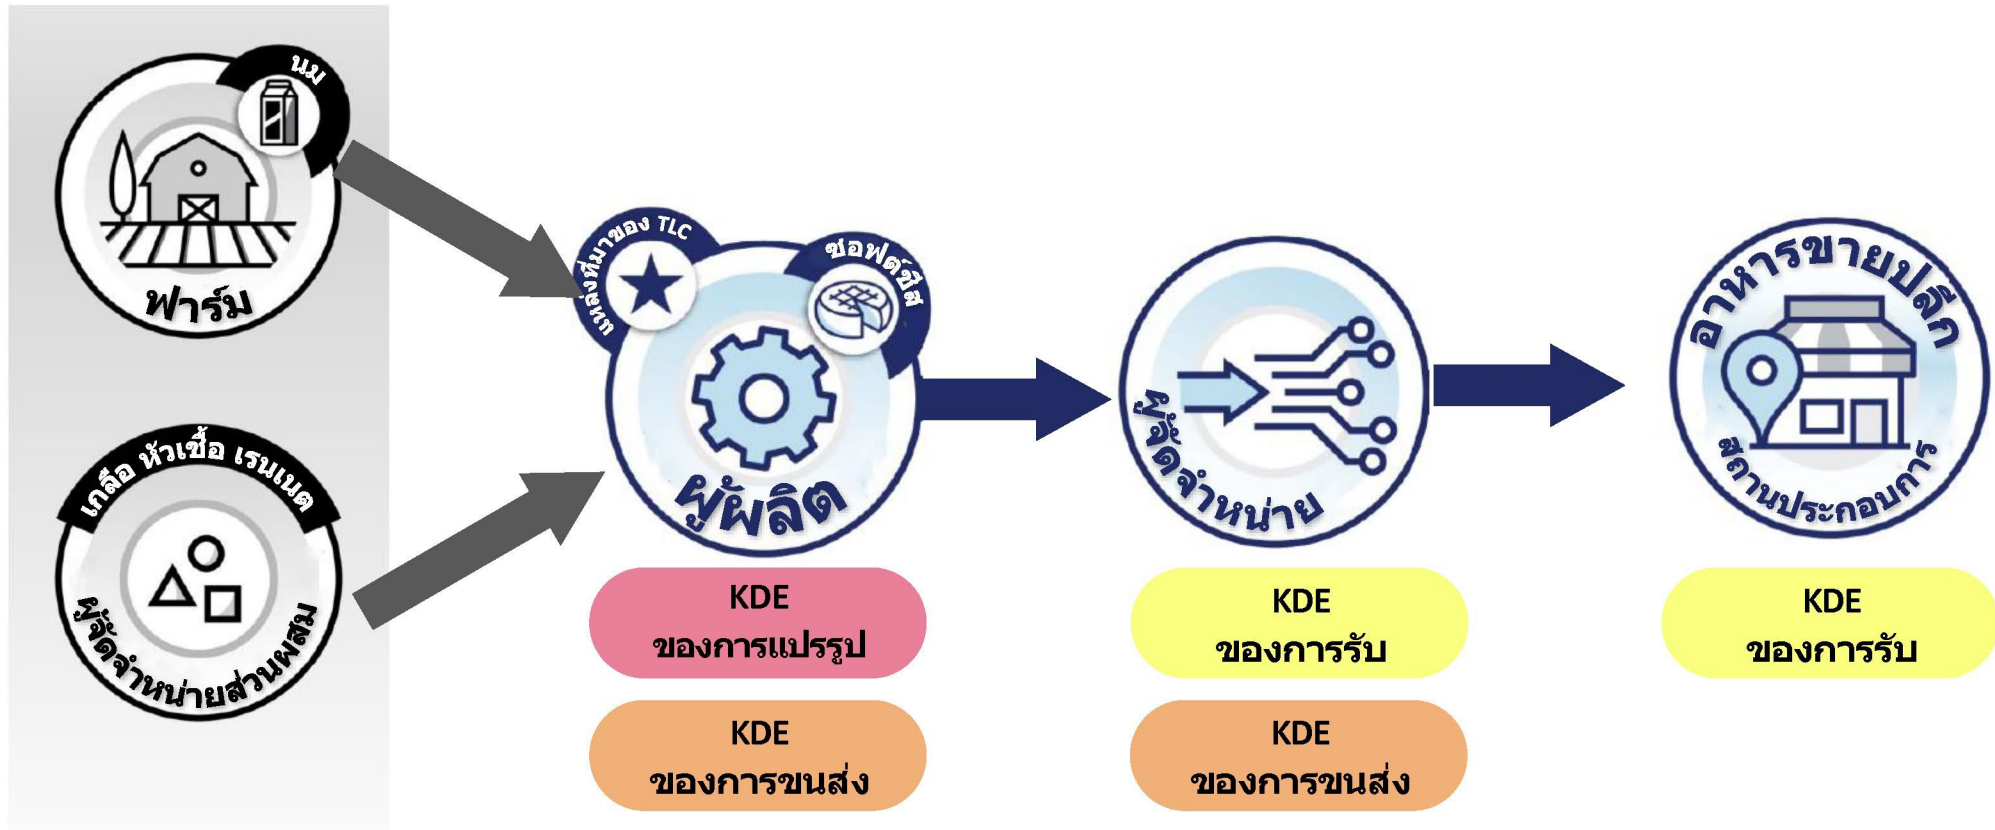 นม
ฟาร์ม
เกลือ หัวเชื้อ เรนเนต
ผู้จัดจำหน่ายส่วนผสม
แหล่งที่มาของ TLC
ซอฟต์ชีส
ผู้ผลิต
KDE
ของการแปรรูป
KDE
ของการขนส่ง
ผู้จัดจำหน่าย
KDE
ของการรับ
KDE
ของการขนส่ง
อาหารขายปลีก
สถานประกอบการ
KDE
ของการรับ